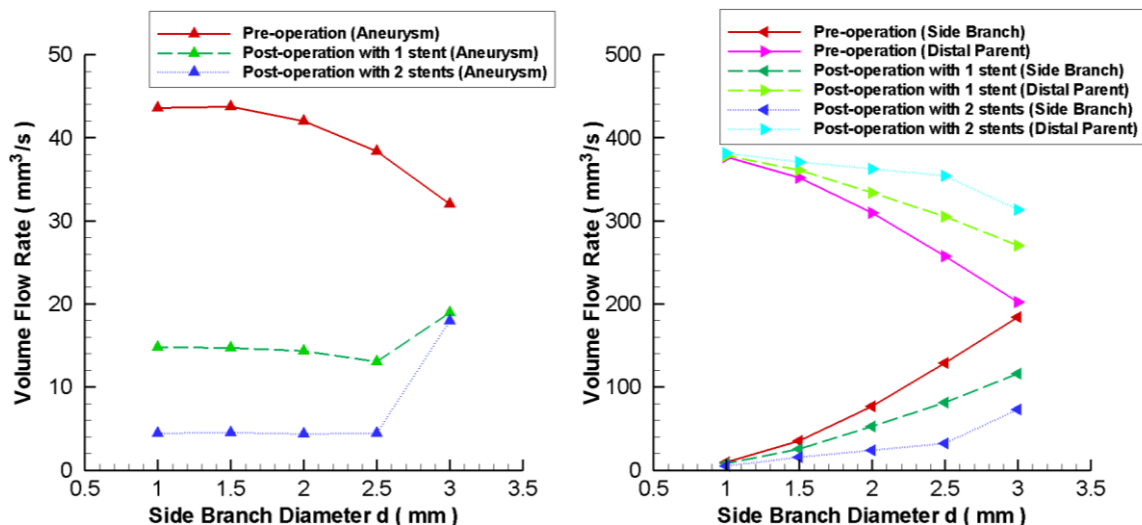 Pre-operation (Aneurysm)
Post-operation with 1 stent (Aneurysm)
Post-operation with 2 stents (Aneurysm)
Volume Flow Rate ( mm³/s )
50
40
30
20
10
0
0.5 1 1.5 2 2.5 3 3.5
Side Branch Diameter d ( mm )
Pre-operation (Side Branch)
Pre-operation (Distal Parent)
Post-operation with 1 stent (Side Branch)
Post-operation with 1 stent (Distal Parent)
Post-operation with 2 stents (Side Branch)
Post-operation with 2 stents (Distal Parent)
Volume Flow Rate ( mm³/s )
500
400
300
200
100
0
0.5 1 1.5 2 2.5 3 3.5
Side Branch Diameter d ( mm )